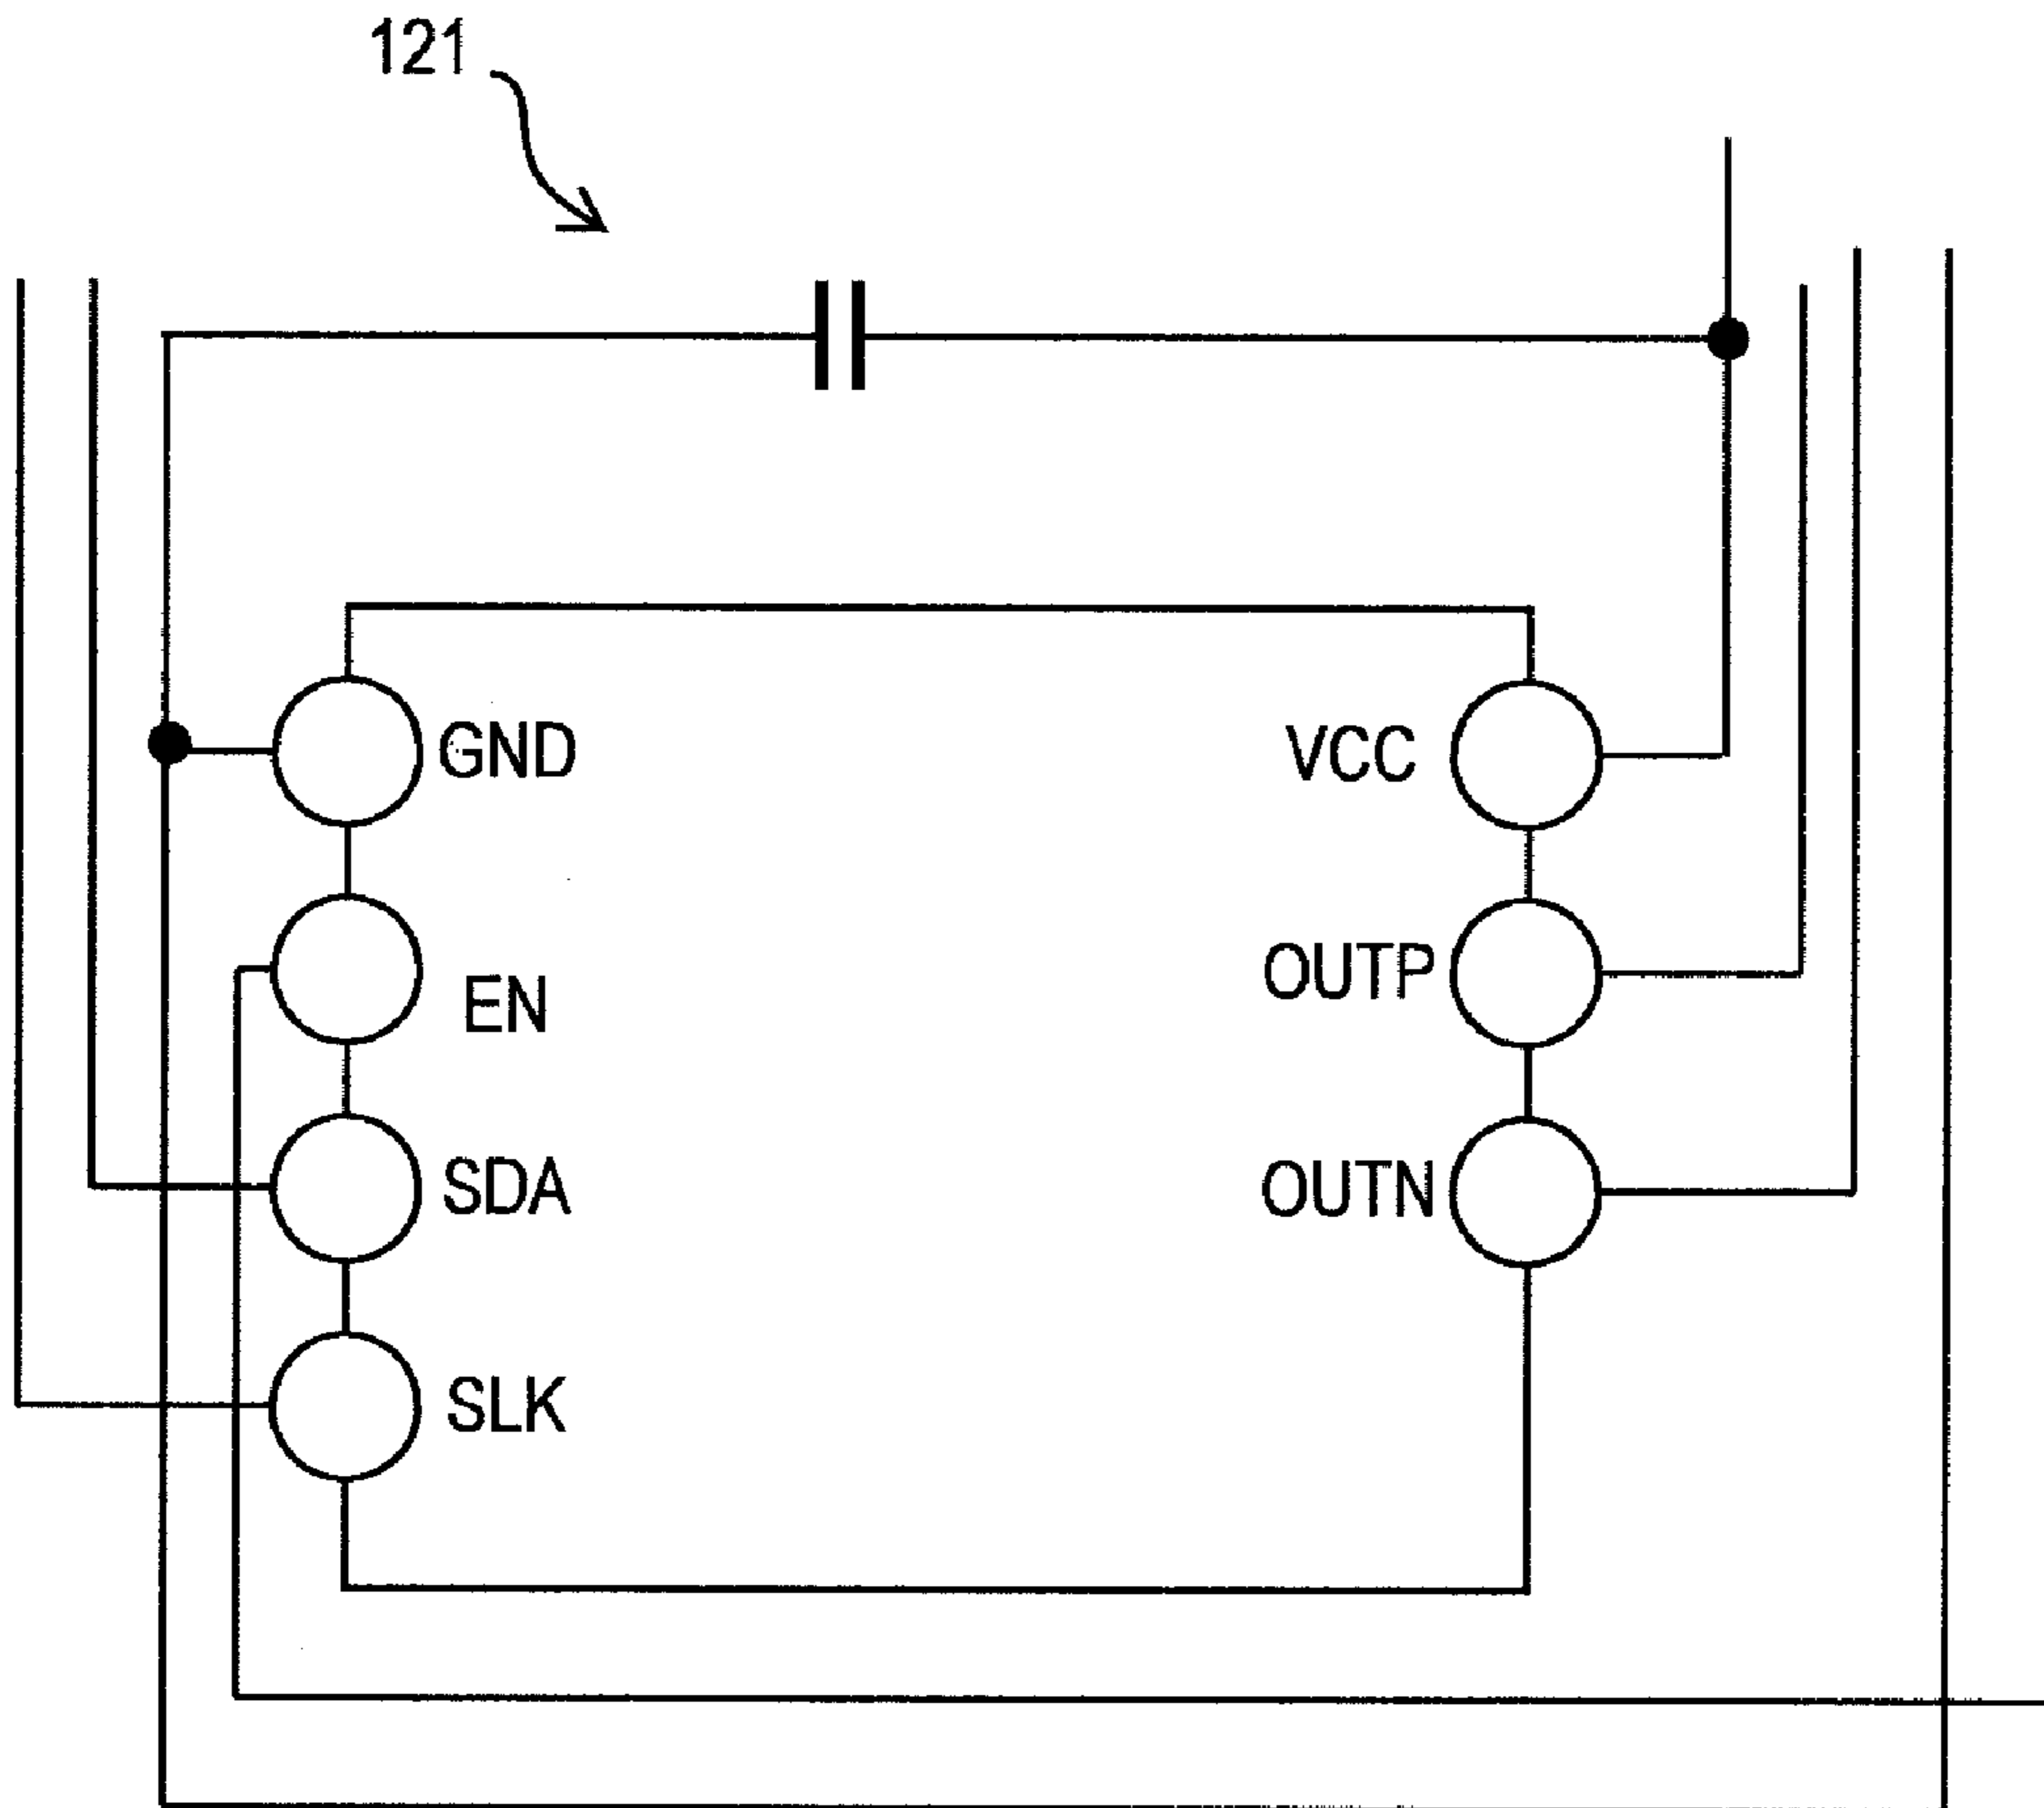 121
GND
VCC
EN
OUTP
SDA
OUTN
SLK